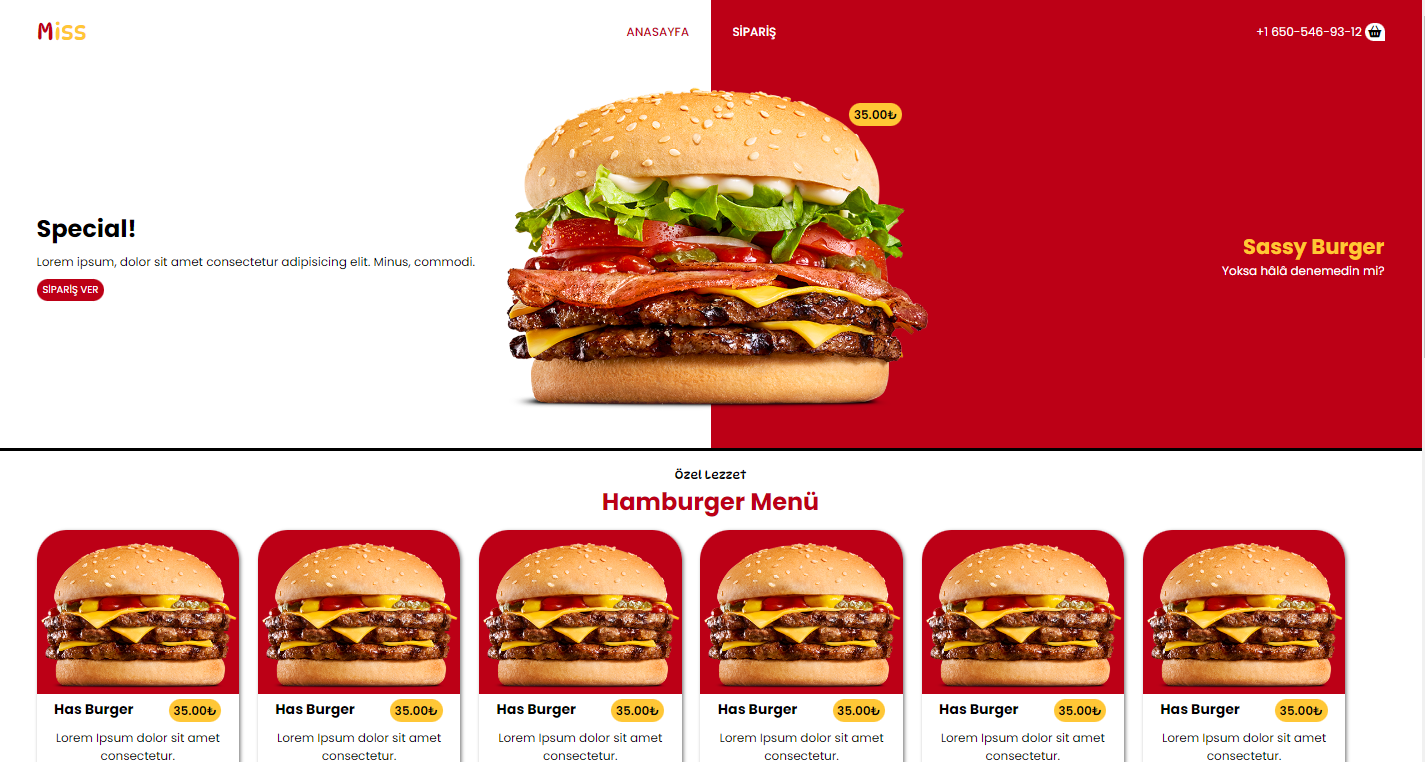 Miss
ANASAYFA
SİPARİŞ
+1 650-546-93-12
35.00₺
Special!
Lorem ipsum, dolor sit amet consectetur adipisicing elit. Minus, commodi.
SİPARİŞ VER
Sassy Burger
Yoksa hâlâ denemedin mi?
Özel Lezzet
Hamburger Menü
Has Burger 35.00₺
Lorem Ipsum dolor sit amet
consectetur.
Has Burger 35.00₺
Lorem Ipsum dolor sit amet
consectetur.
Has Burger 35.00₺
Lorem Ipsum dolor sit amet
consectetur.
Has Burger 35.00₺
Lorem Ipsum dolor sit amet
consectetur.
Has Burger 35.00₺
Lorem Ipsum dolor sit amet
consectetur.
Has Burger 35.00₺
Lorem Ipsum dolor sit amet
consectetur.